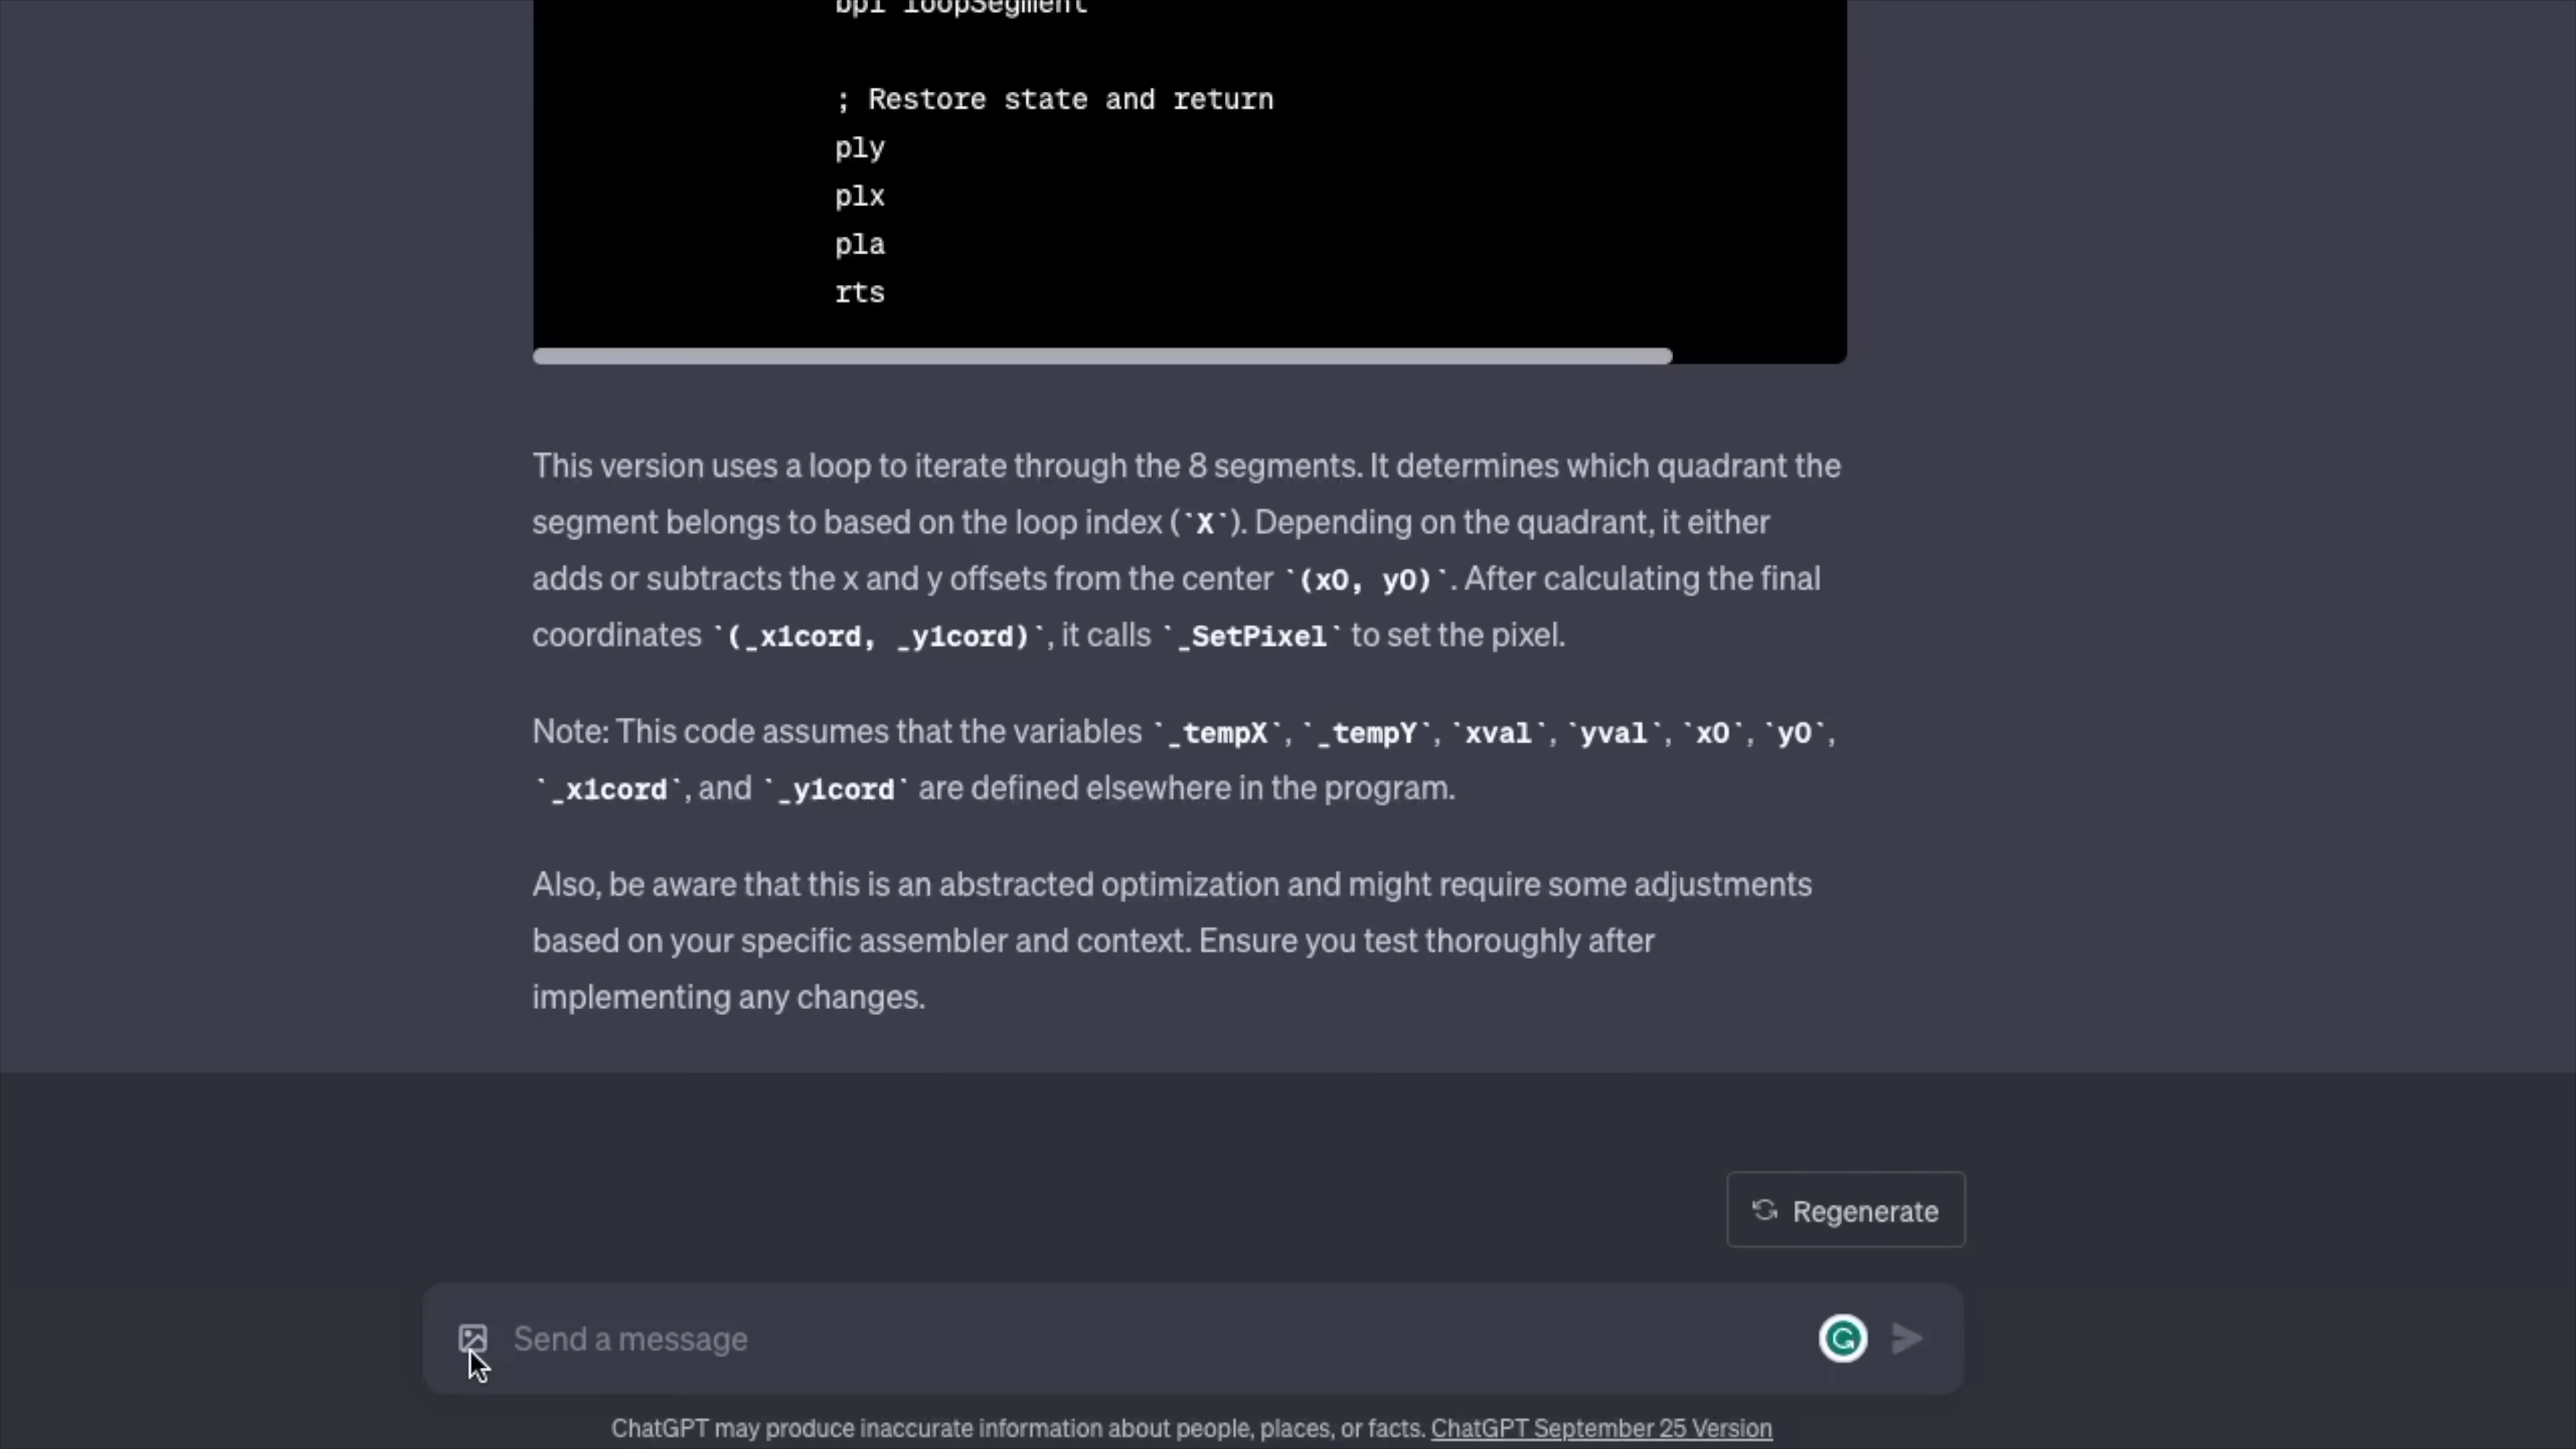 bpl loopSegment
; Restore state and return
ply
plx
pla
rts
This version uses a loop to iterate through the 8 segments. It determines which quadrant the
segment belongs to based on the loop index (`X`). Depending on the quadrant, it either
adds or subtracts the x and y offsets from the center `(x0, y0)`. After calculating the final
coordinates `(_x1cord, _y1cord)`, it calls `_SetPixel` to set the pixel.
Note: This code assumes that the variables `_tempX`, `_tempY`, `xval`, `yval`, `x0`, `y0`,
`_x1cord`, and `_y1cord` are defined elsewhere in the program.
Also, be aware that this is an abstracted optimization and might require some adjustments
based on your specific assembler and context. Ensure you test thoroughly after
implementing any changes.
Regenerate
Send a message
ChatGPT may produce inaccurate information about people, places, or facts. ChatGPT September 25 Version